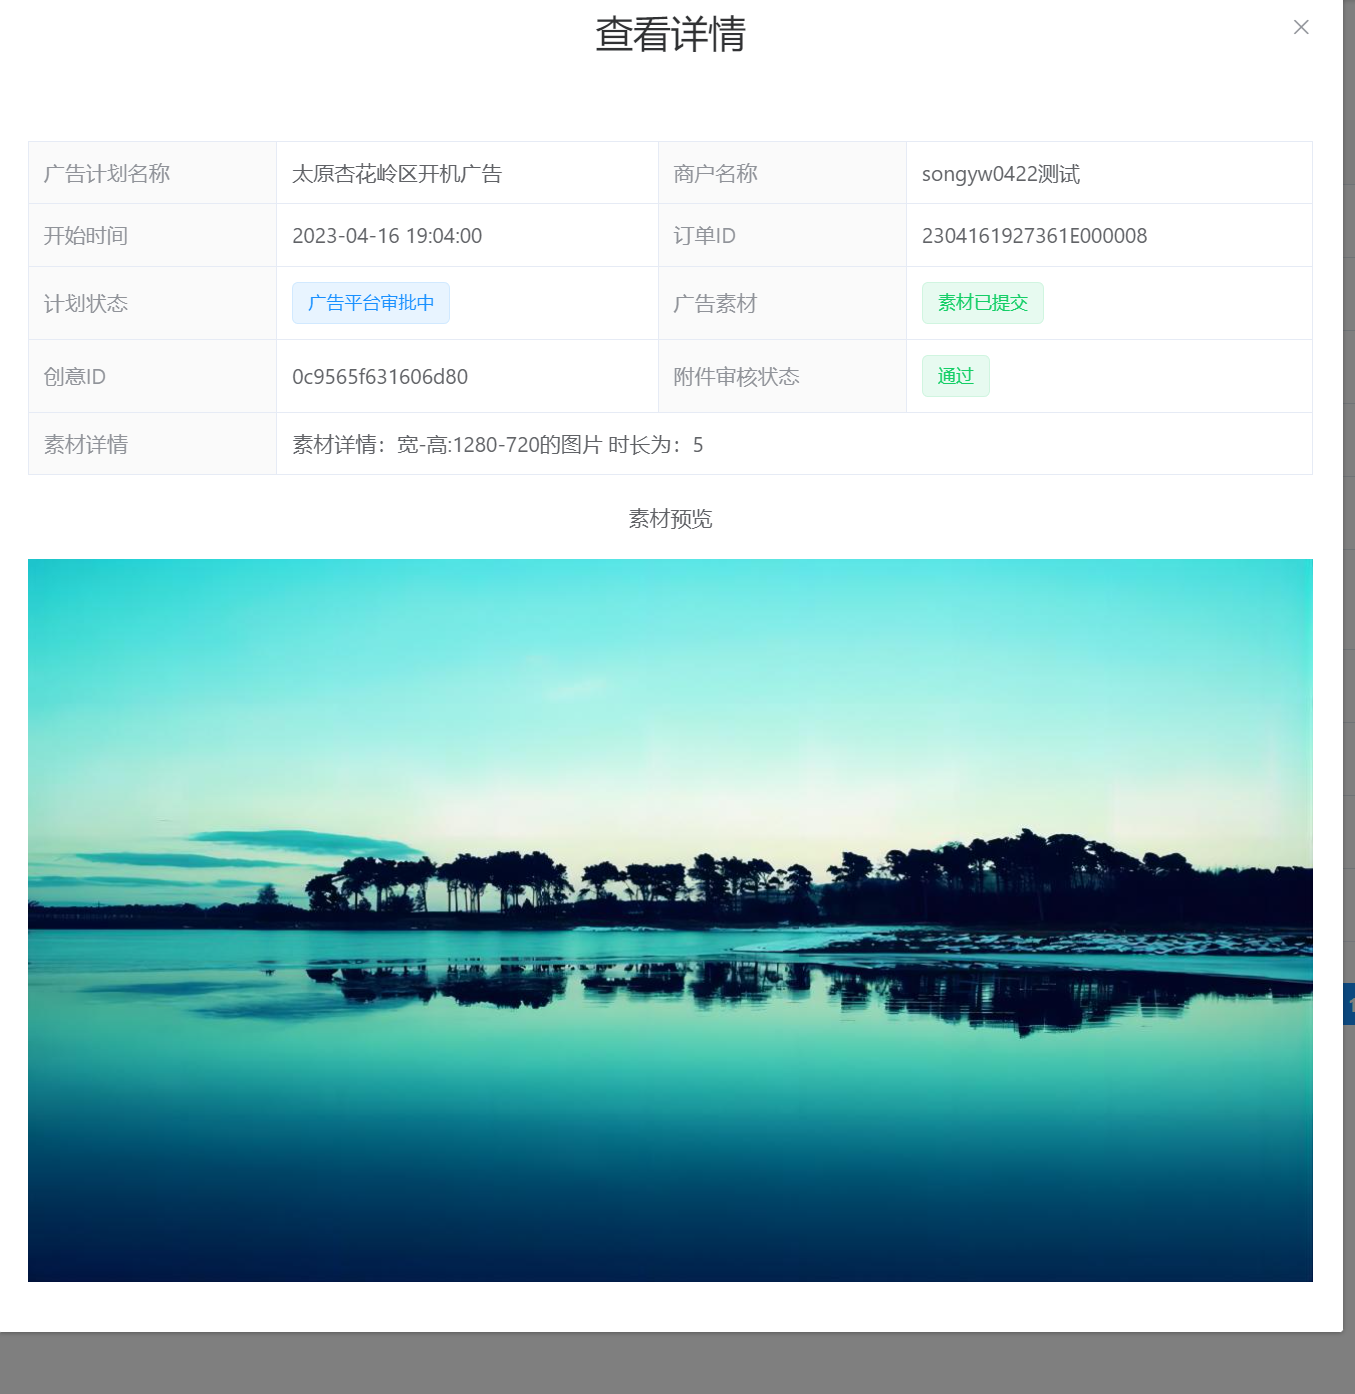 查看详情
广告计划名称 太原杏花岭区开机广告 商户名称 songyw0422测试
开始时间 2023-04-16 19:04:00 订单ID 2304161927361E000008
计划状态 广告平台审批中 广告素材 素材已提交
创意ID 0c9565f631606d80 附件审核状态 通过
素材详情 素材详情：宽-高:1280-720的图片 时长为：5
素材预览
1